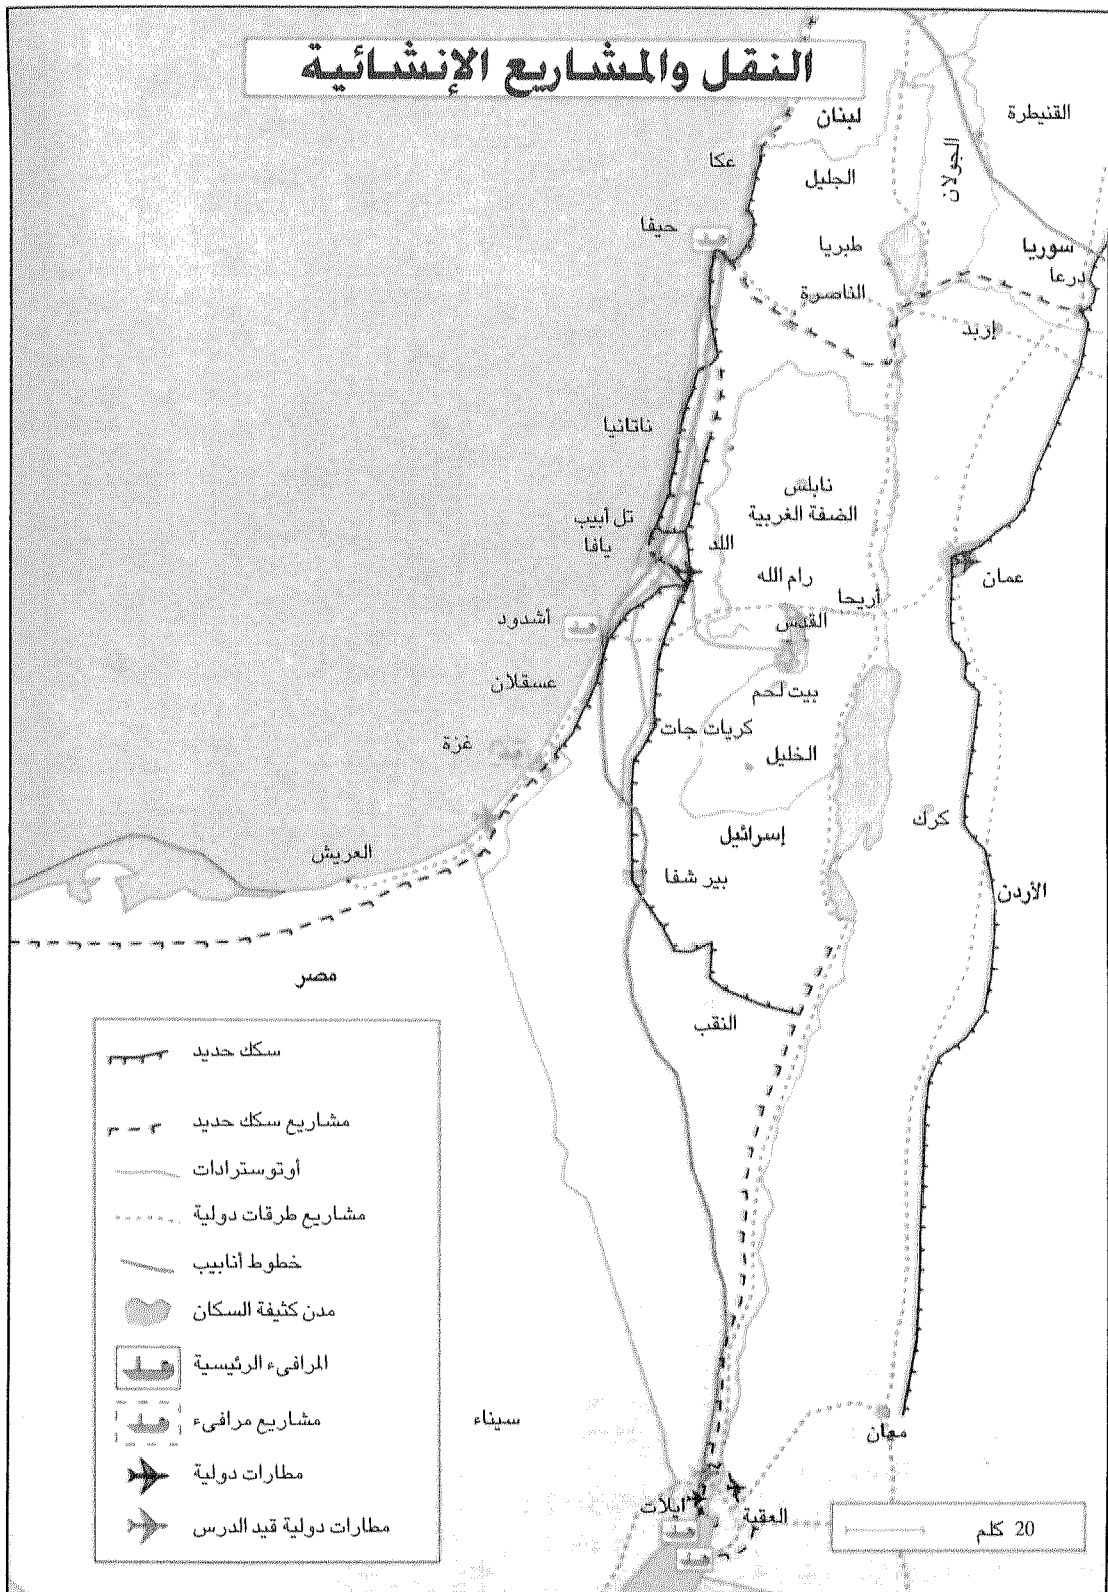 النقل والمشاريع الإنشائية
القنيطرة
لبنان
عكا
الجولان
الجليل
حيفا
طبريا
سوريا
درعا
الناصرة
إربد
ناتانيا
نابلس
الضفة الغربية
تل أبيب
يافا
اللد
رام الله
عمان
أريحا
أشدود
القدس
عسقلان
بيت لحم
كريات جات
غزة
الخليل
كرك
إسرائيل
العريش
بير شفا
الأردن
مصر
النقب
سكك حديد
مشاريع سكك حديد
أوتوسترادات
مشاريع طرقات دولية
خطوط أنابيب
مدن كثيفة السكان
المرافىء الرئيسية
مشاريع مرافىء
مطارات دولية
مطارات دولية قيد الدرس
سيناء
معان
ايلات
العقبة
20 كلم